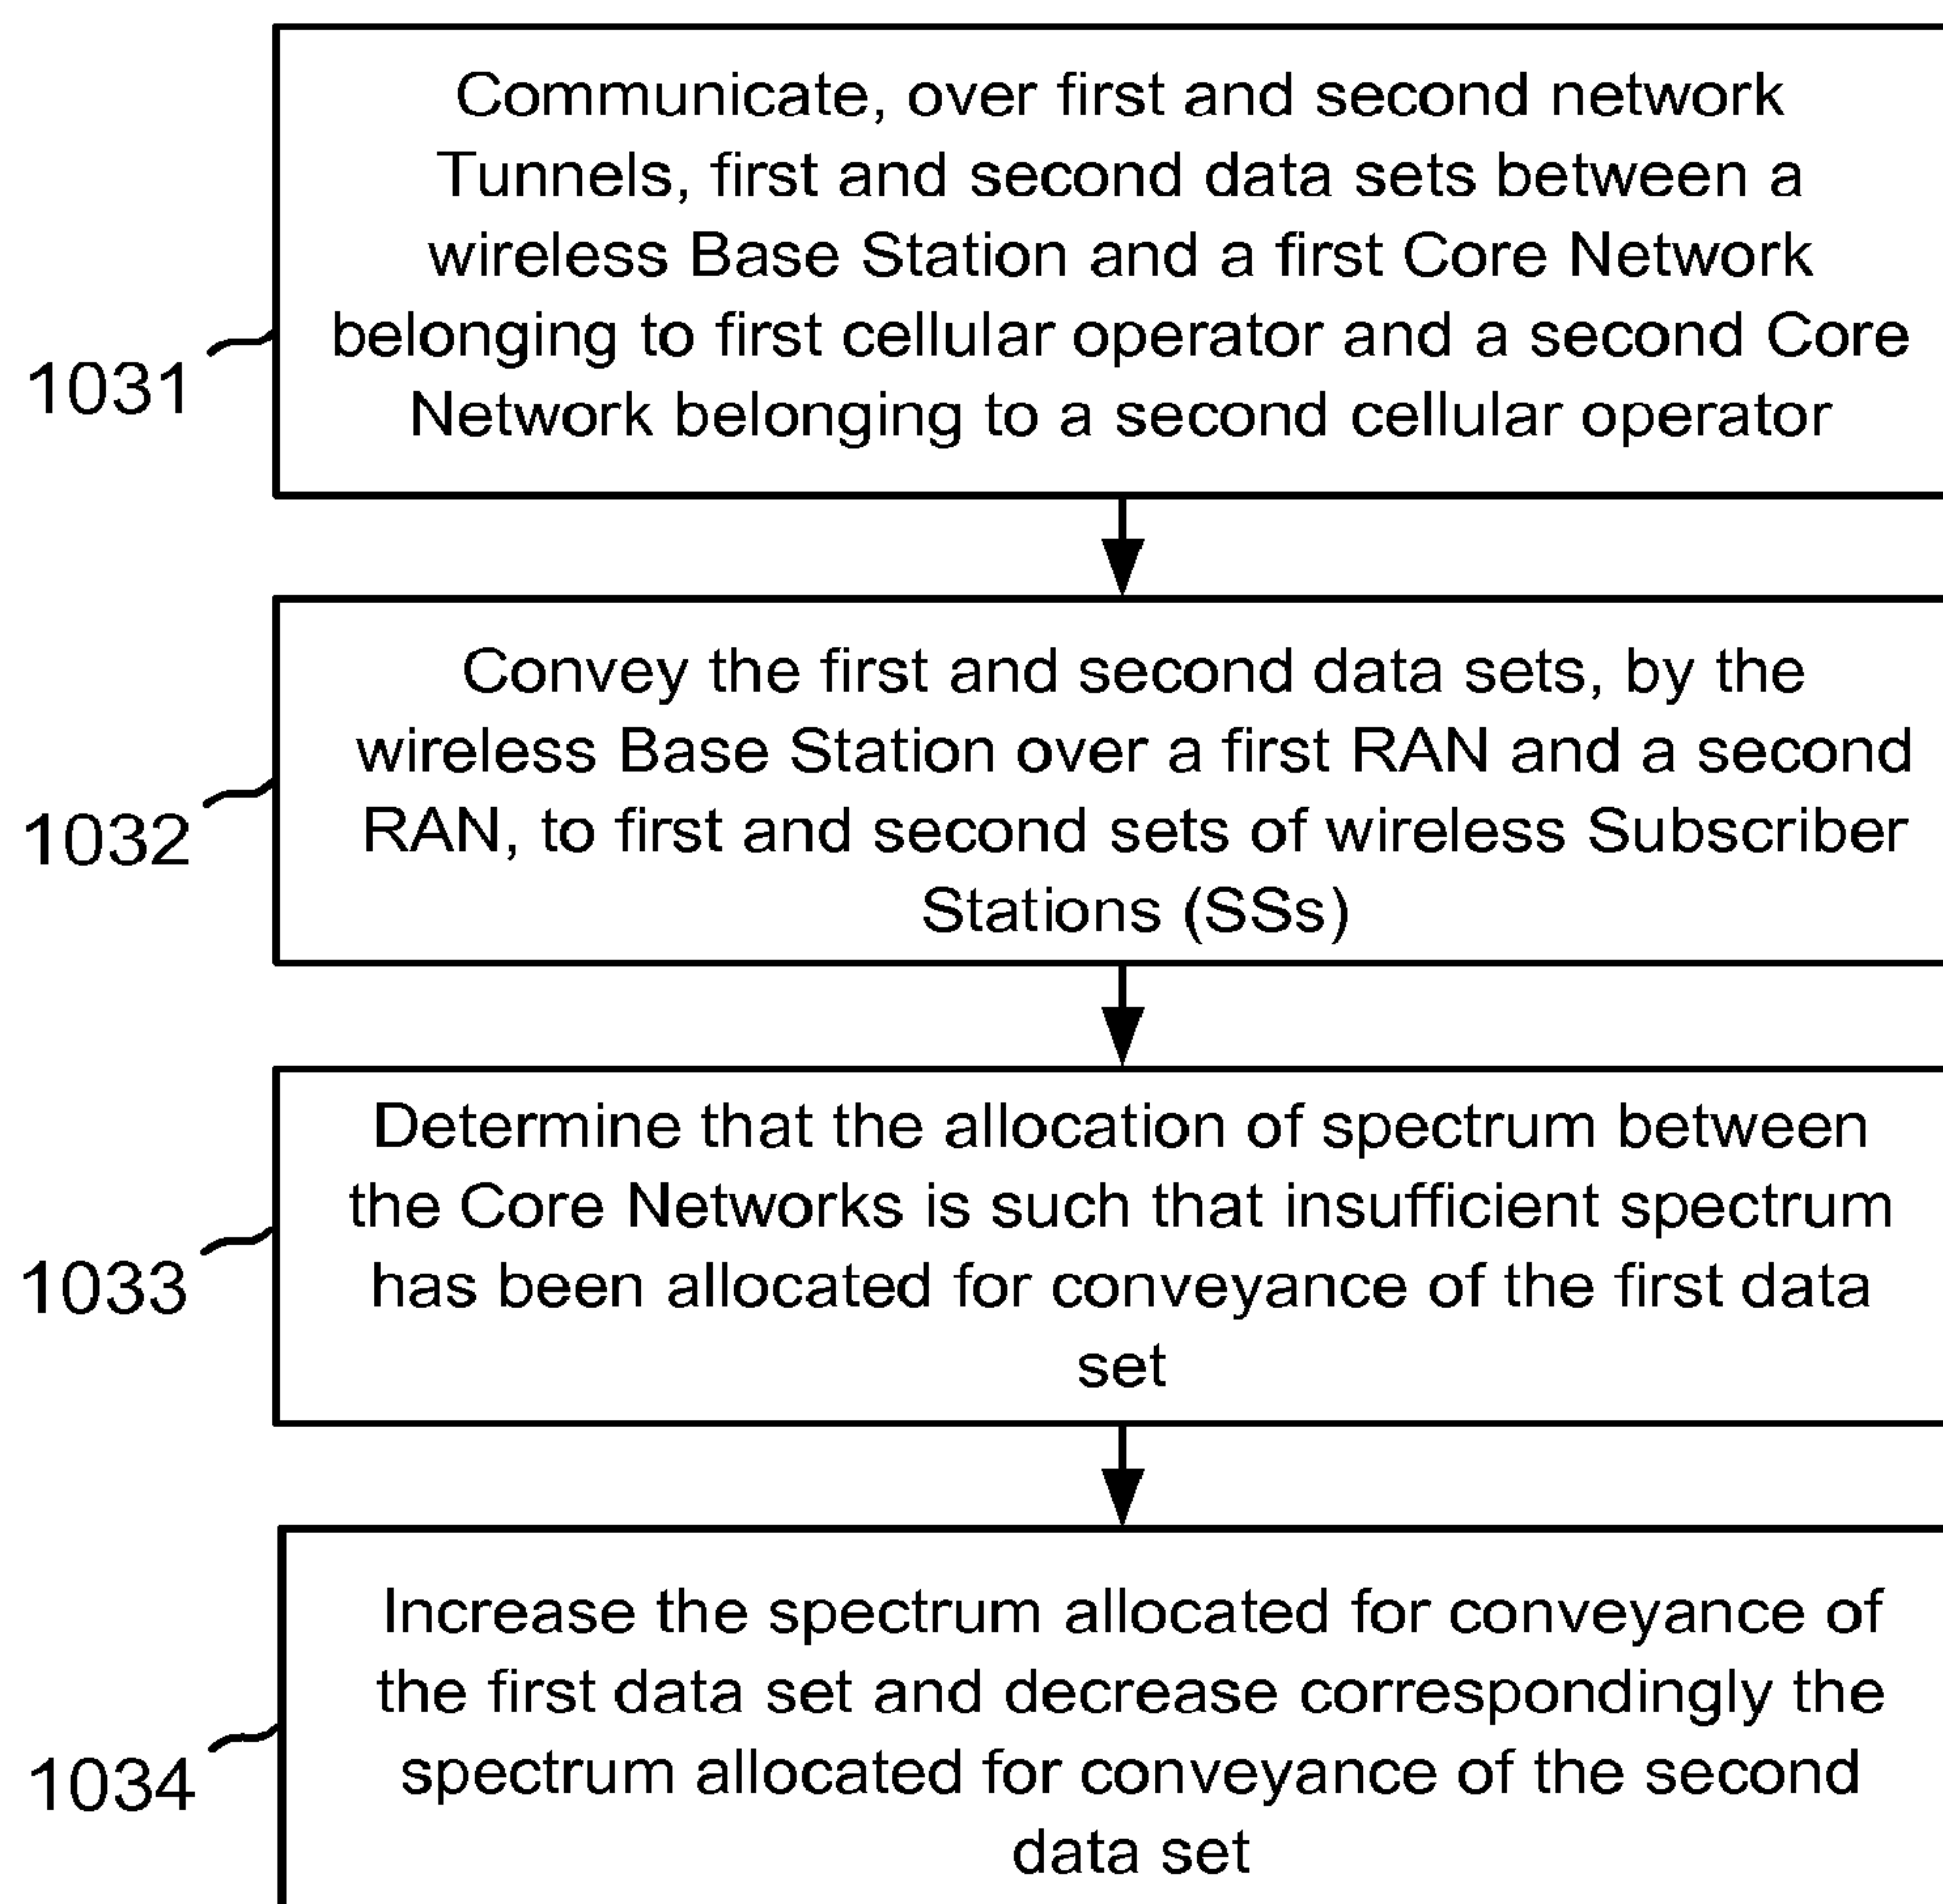 Communicate, over first and second network
Tunnels, first and second data sets between a
wireless Base Station and a first Core Network
belonging to first cellular operator and a second Core
Network belonging to a second cellular operator
1031
Convey the first and second data sets, by the
wireless Base Station over a first RAN and a second
RAN, to first and second sets of wireless Subscriber
Stations (SSs)
1032
Determine that the allocation of spectrum between
the Core Networks is such that insufficient spectrum
has been allocated for conveyance of the first data
set
1033
Increase the spectrum allocated for conveyance of
the first data set and decrease correspondingly the
spectrum allocated for conveyance of the second
data set
1034